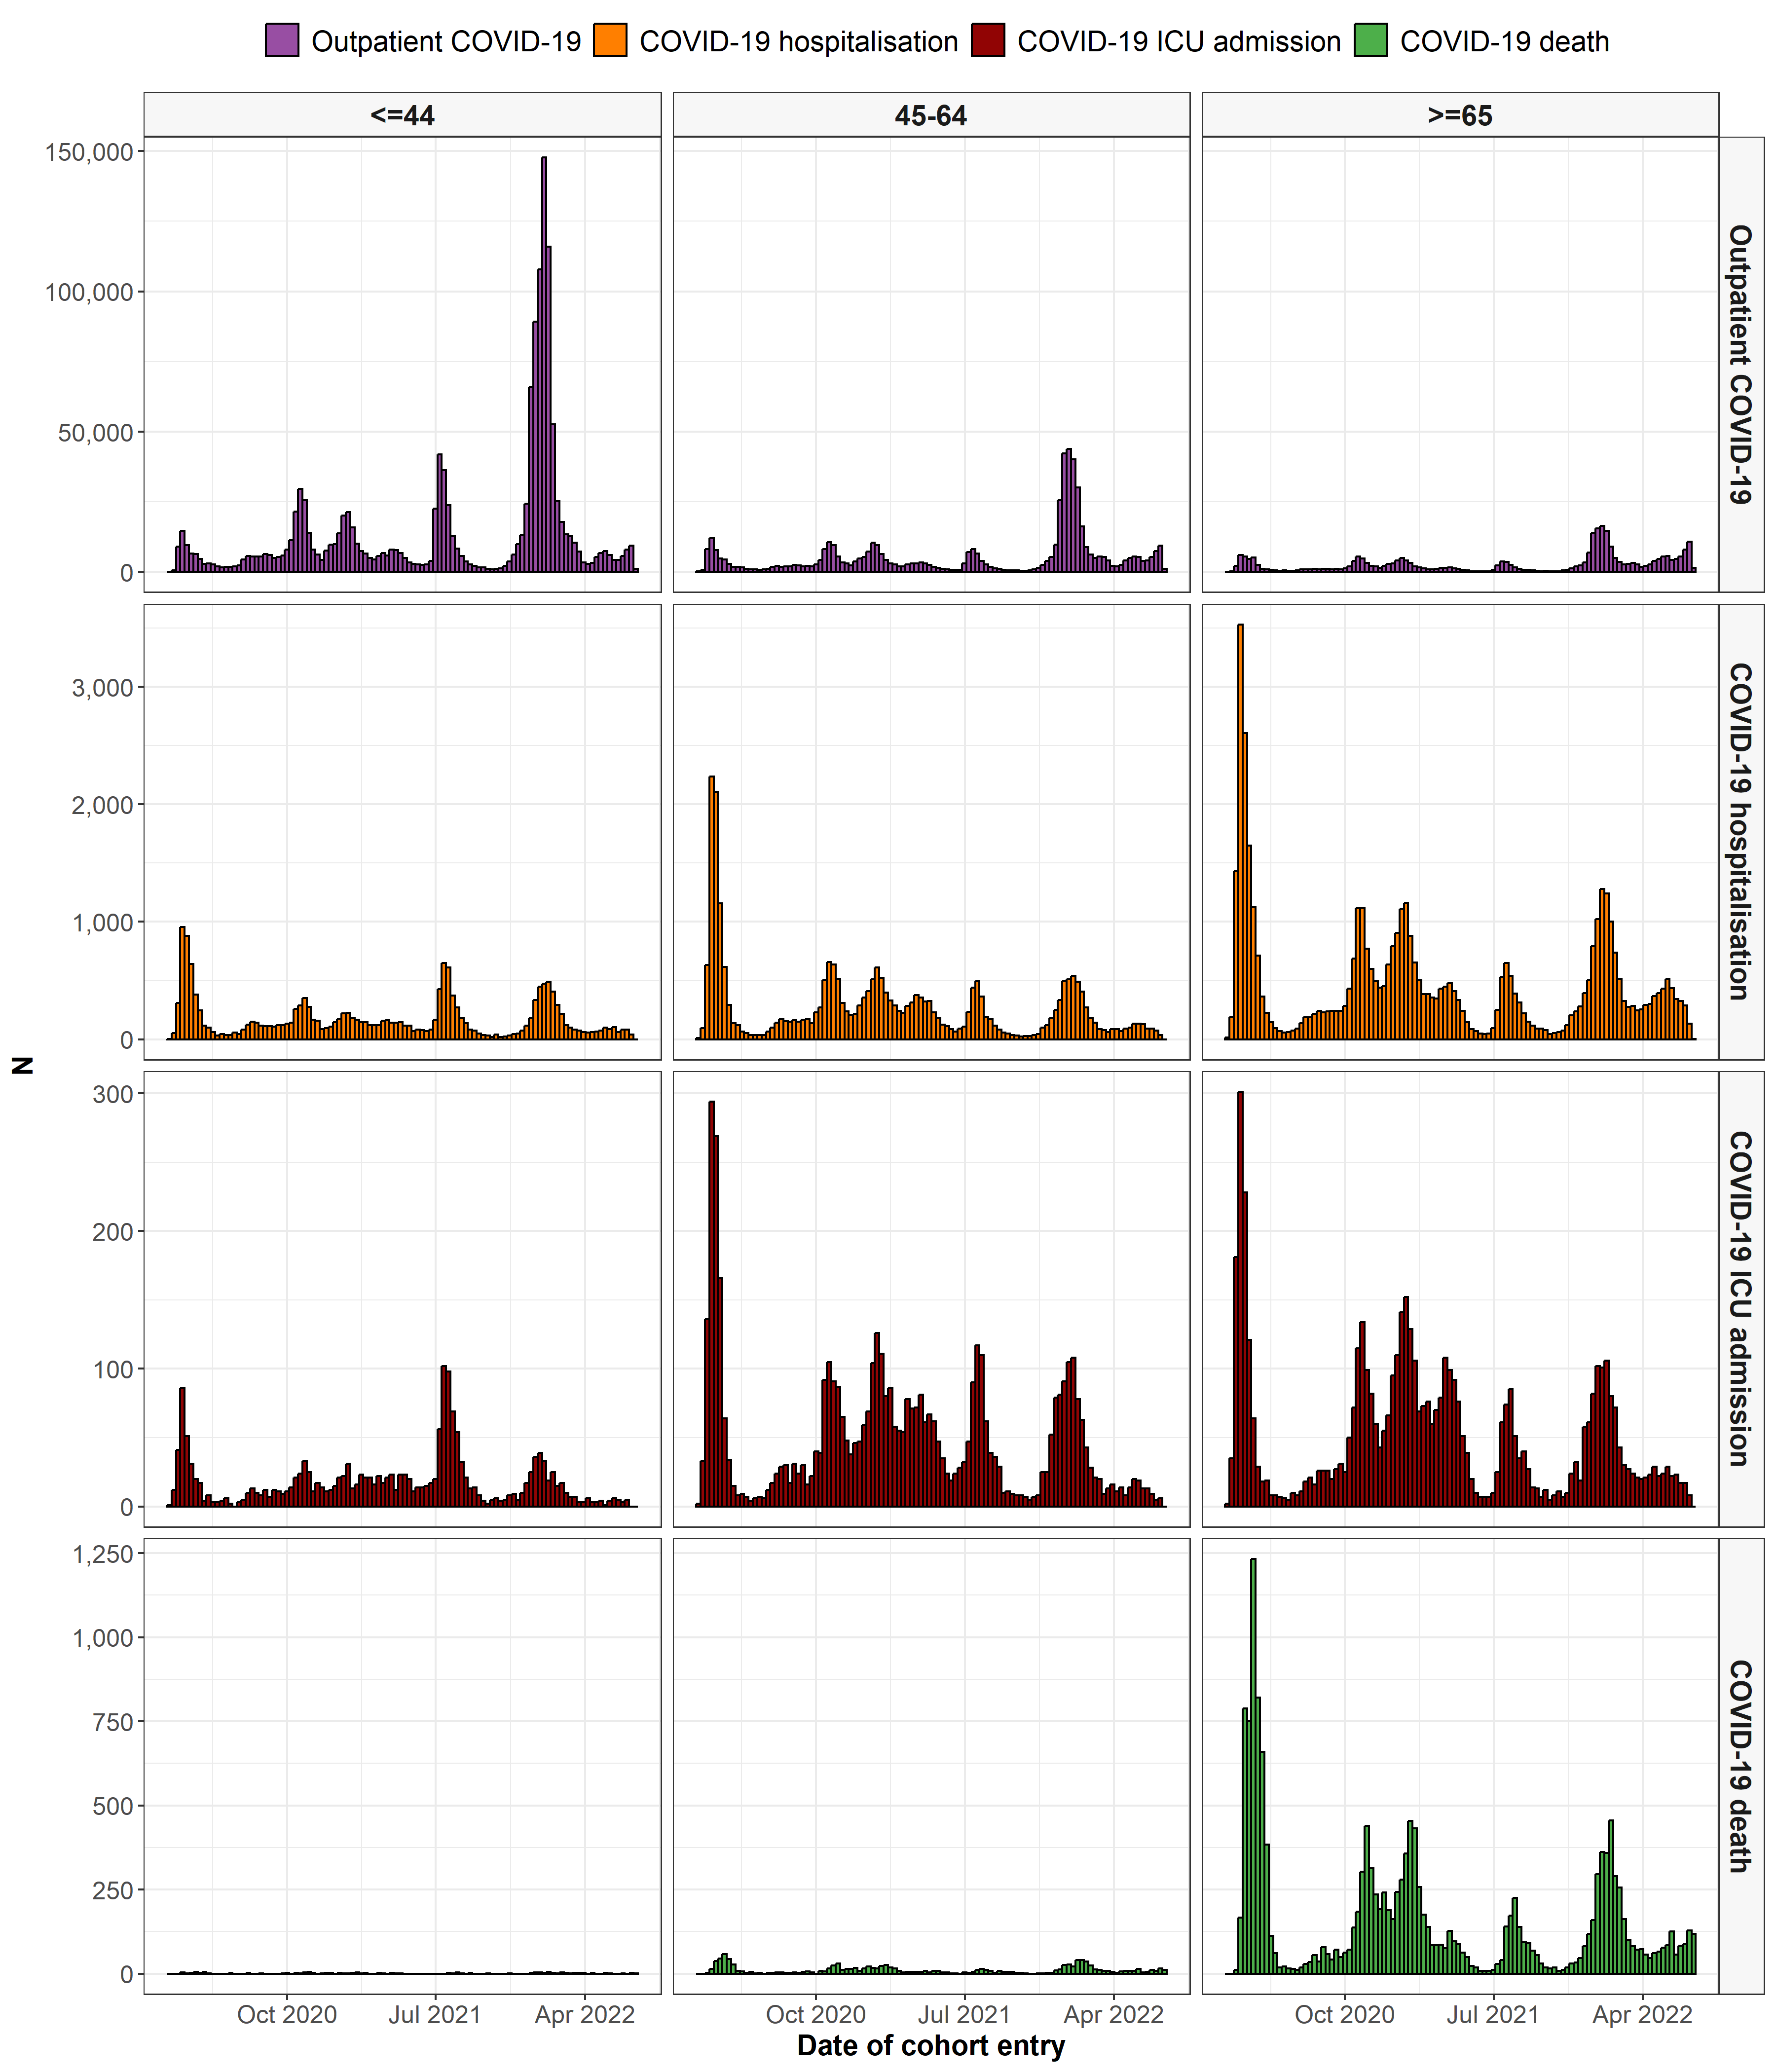 Outpatient COVID-19 COVID-19 hospitalisation COVID-19 ICU admission COVID-19 death
<=44 45-64 >=65
150,000
100,000
50,000
0
Outpatient COVID-19
3,000
2,000
1,000
0
COVID-19 hospitalisation
N
300
200
100
0
COVID-19 ICU admission
1,250
1,000
750
500
250
0
COVID-19 death
Oct 2020 Jul 2021 Apr 2022 Oct 2020 Jul 2021 Apr 2022 Oct 2020 Jul 2021 Apr 2022
Date of cohort entry